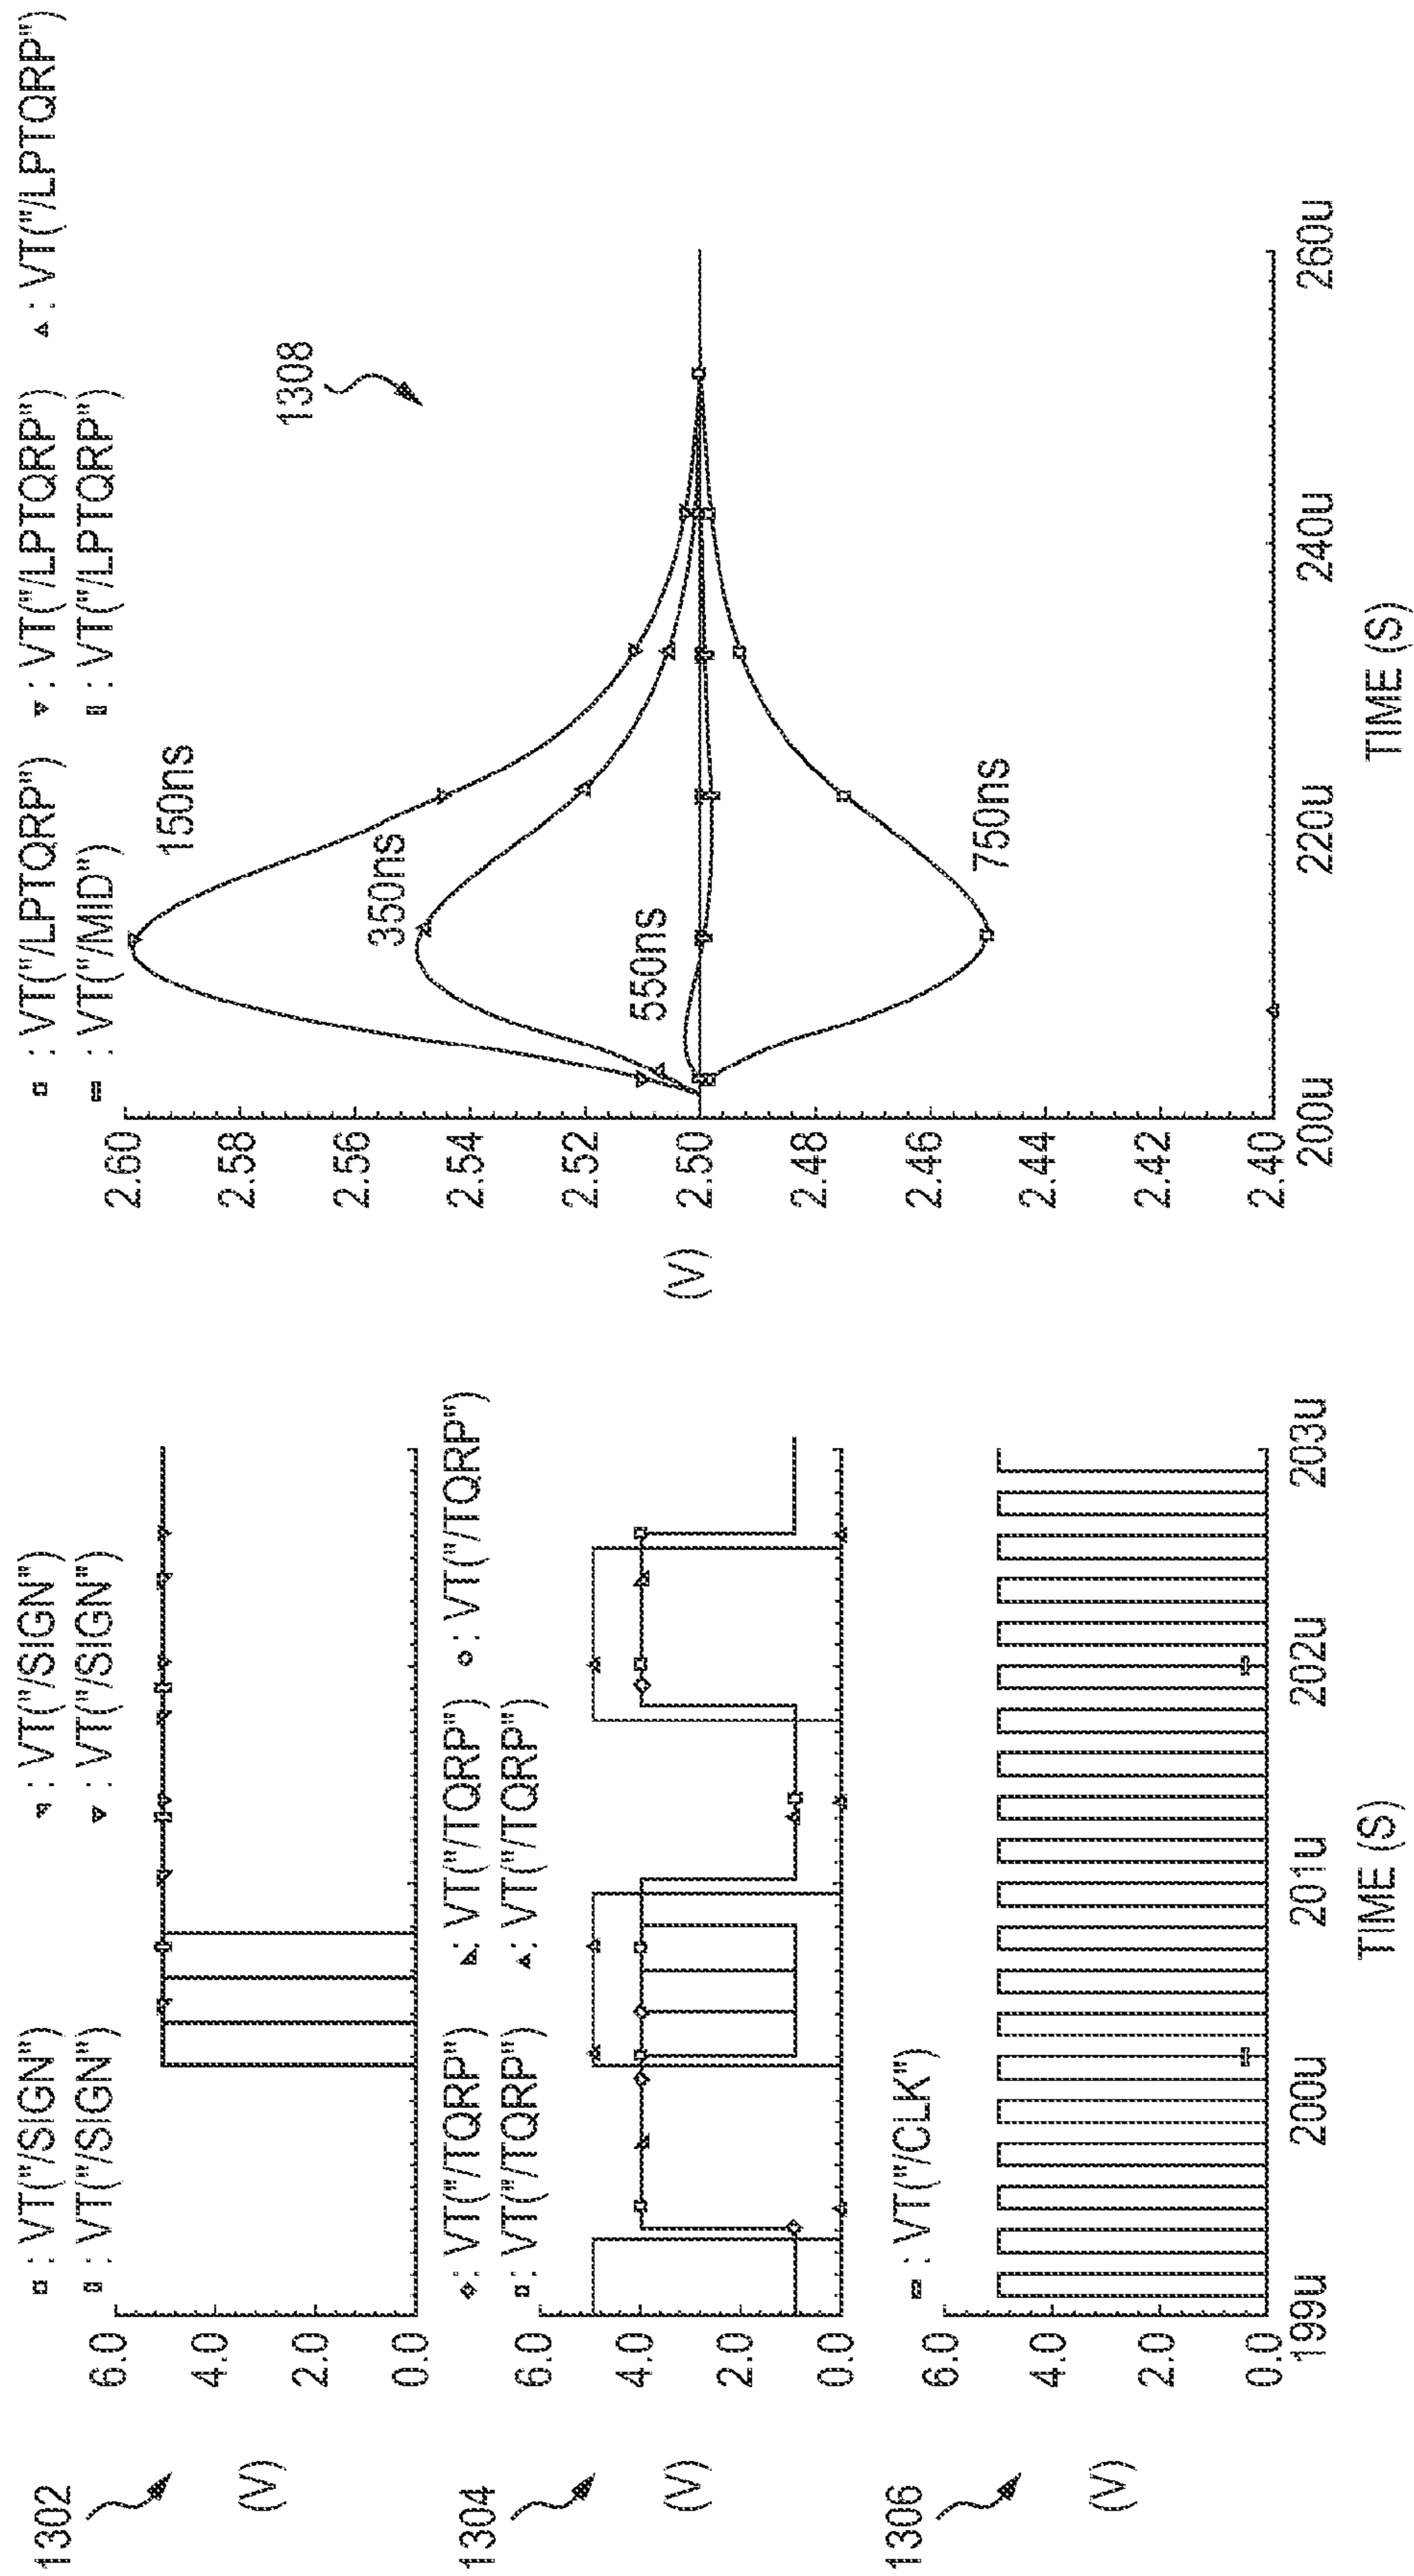 1302
□ : VT("/SIGN")
: VT("/SIGN")
: VT("/SIGN")
▽ : VT("/SIGN")
(V)
6.0
4.0
2.0
0.0
1304
◇: VT("/TQRP")
: VT("/TQRP")
○: VT("/TQRP")
□: VT("/TQRP")
△: VT("/TQRP")
(V)
6.0
4.0
2.0
0.0
1306
: VT("/CLK")
(V)
6.0
4.0
2.0
0.0
199u
200u
201u
202u
203u
TIME (S)
□ : VT("/LPTQRP")
▽ : VT("/LPTQRP")
△ : VT("/LPTQRP")
: VT("/MID")
: VT("/LPTQRP")
1308
150ns
350ns
550ns
750ns
(V)
2.60
2.58
2.56
2.54
2.52
2.50
2.48
2.46
2.44
2.42
2.40
200u
220u
240u
260u
TIME (S)